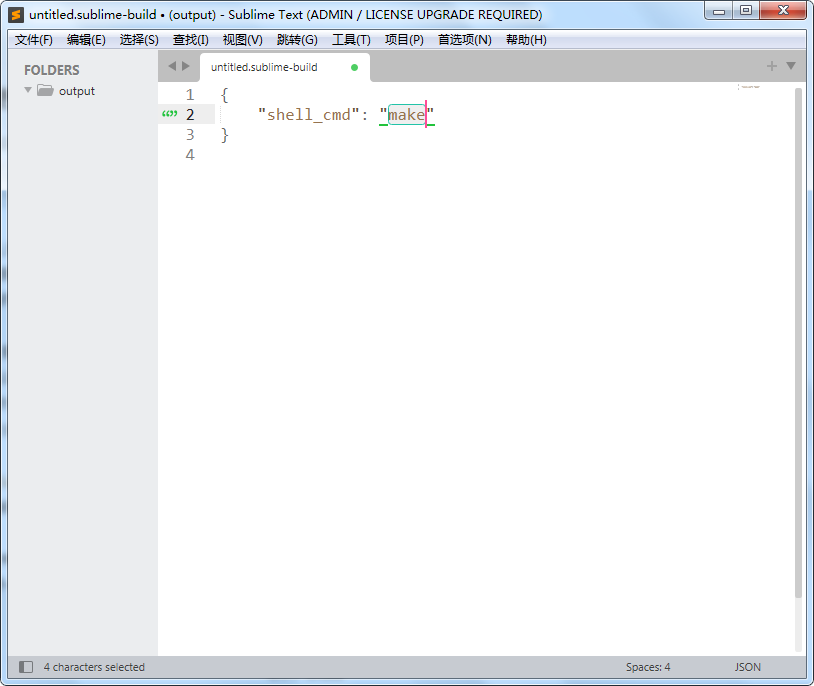 untitled.sublime-build • (output) - Sublime Text (ADMIN / LICENSE UPGRADE REQUIRED)
文件(F) 编辑(E) 选择(S) 查找(I) 视图(V) 跳转(G) 工具(T) 项目(P) 首选项(N) 帮助(H)
FOLDERS
output
untitled.sublime-build
1 {
2 "shell_cmd": "make"
3 }
4
4 characters selected
Spaces: 4
JSON